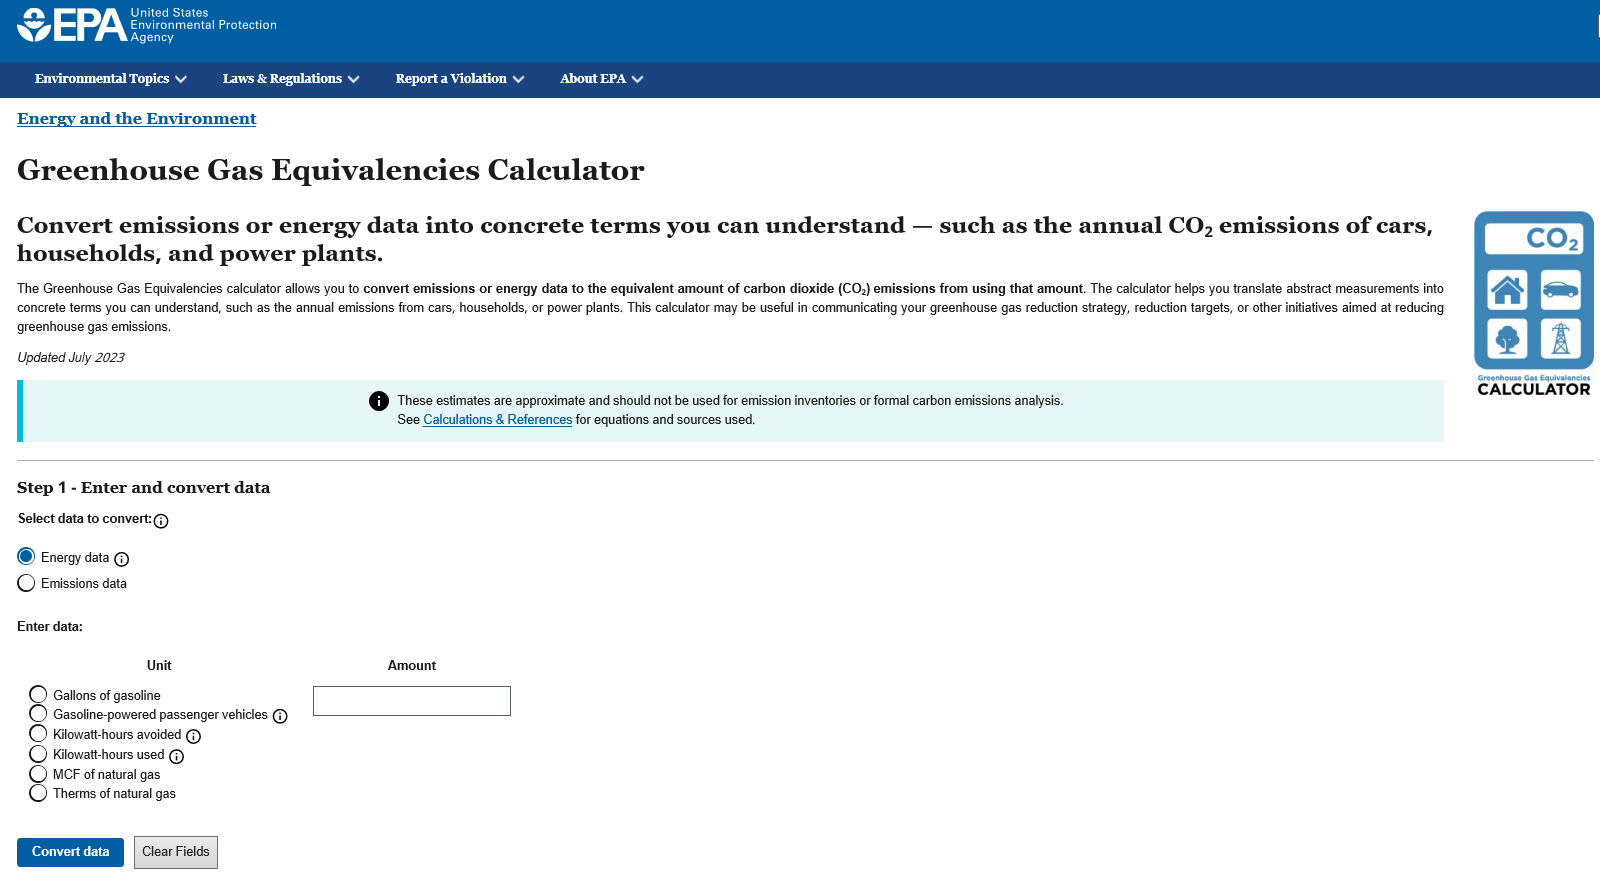 EPA United States
Environmental Protection
Agency
Environmental Topics
Laws & Regulations
Report a Violation
About EPA
Energy and the Environment
Greenhouse Gas Equivalencies Calculator
Convert emissions or energy data into concrete terms you can understand — such as the annual CO₂ emissions of cars,
households, and power plants.
CO₂
Greenhouse Gas Equivalencies
CALCULATOR
The Greenhouse Gas Equivalencies calculator allows you to convert emissions or energy data to the equivalent amount of carbon dioxide (CO₂) emissions from using that amount. The calculator helps you translate abstract measurements into
concrete terms you can understand, such as the annual emissions from cars, households, or power plants. This calculator may be useful in communicating your greenhouse gas reduction strategy, reduction targets, or other initiatives aimed at reducing
greenhouse gas emissions.
Updated July 2023
These estimates are approximate and should not be used for emission inventories or formal carbon emissions analysis.
See Calculations & References for equations and sources used.
Step 1 - Enter and convert data
Select data to convert:
Energy data
Emissions data
Enter data:
Unit
Amount
Gallons of gasoline
Gasoline-powered passenger vehicles
Kilowatt-hours avoided
Kilowatt-hours used
MCF of natural gas
Therms of natural gas
Convert data
Clear Fields